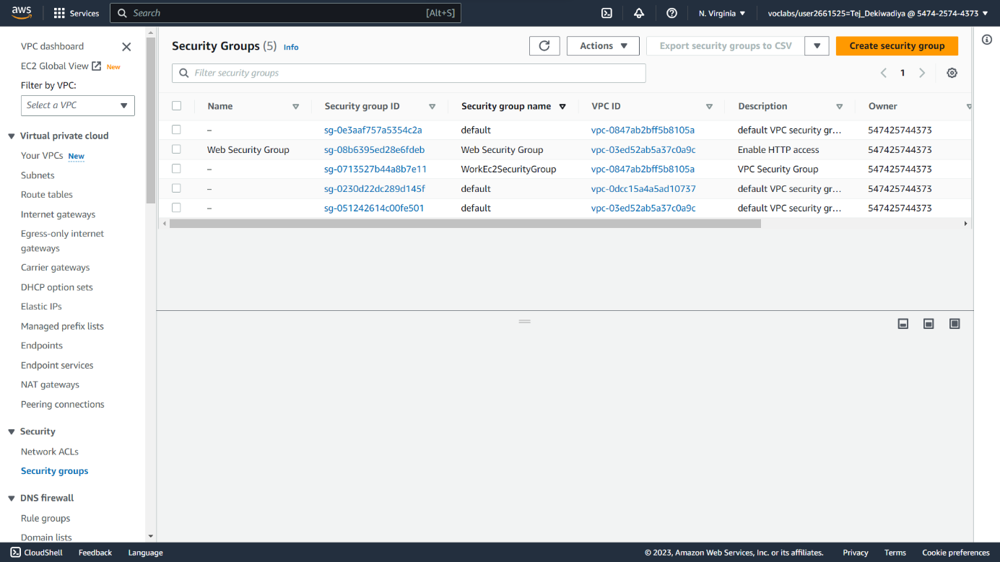 aws
Services
Search
[Alt+S]
N. Virginia
voclabs/user2661525=Tej_Dekiwadiya @ 5474-2574-4373
VPC dashboard
EC2 Global View New
Filter by VPC:
Select a VPC
Virtual private cloud
Your VPCs New
Subnets
Route tables
Internet gateways
Egress-only internet
gateways
Carrier gateways
DHCP option sets
Elastic IPs
Managed prefix lists
Endpoints
Endpoint services
NAT gateways
Peering connections
Security
Network ACLs
Security groups
DNS firewall
Rule groups
Domain lists
Security Groups (5) Info
Actions
Export security groups to CSV
Create security group
Filter security groups
1
Name Security group ID Security group name VPC ID Description Owner
– sg-0e3aaf757a5354c2a default vpc-0847ab2bff5b8105a default VPC security gr... 547425744373
Web Security Group sg-08b6395ed28e6fdeb Web Security Group vpc-03ed52ab5a37c0a9c Enable HTTP access 547425744373
– sg-0713527b44a8b7e11 WorkEc2SecurityGroup vpc-0847ab2bff5b8105a VPC Security Group 547425744373
– sg-0230d22dc289d145f default vpc-0dcc15a4a5ad10737 default VPC security gr... 547425744373
– sg-051242614c00fe501 default vpc-03ed52ab5a37c0a9c default VPC security gr... 547425744373
CloudShell Feedback Language
© 2023, Amazon Web Services, Inc. or its affiliates. Privacy Terms Cookie preferences